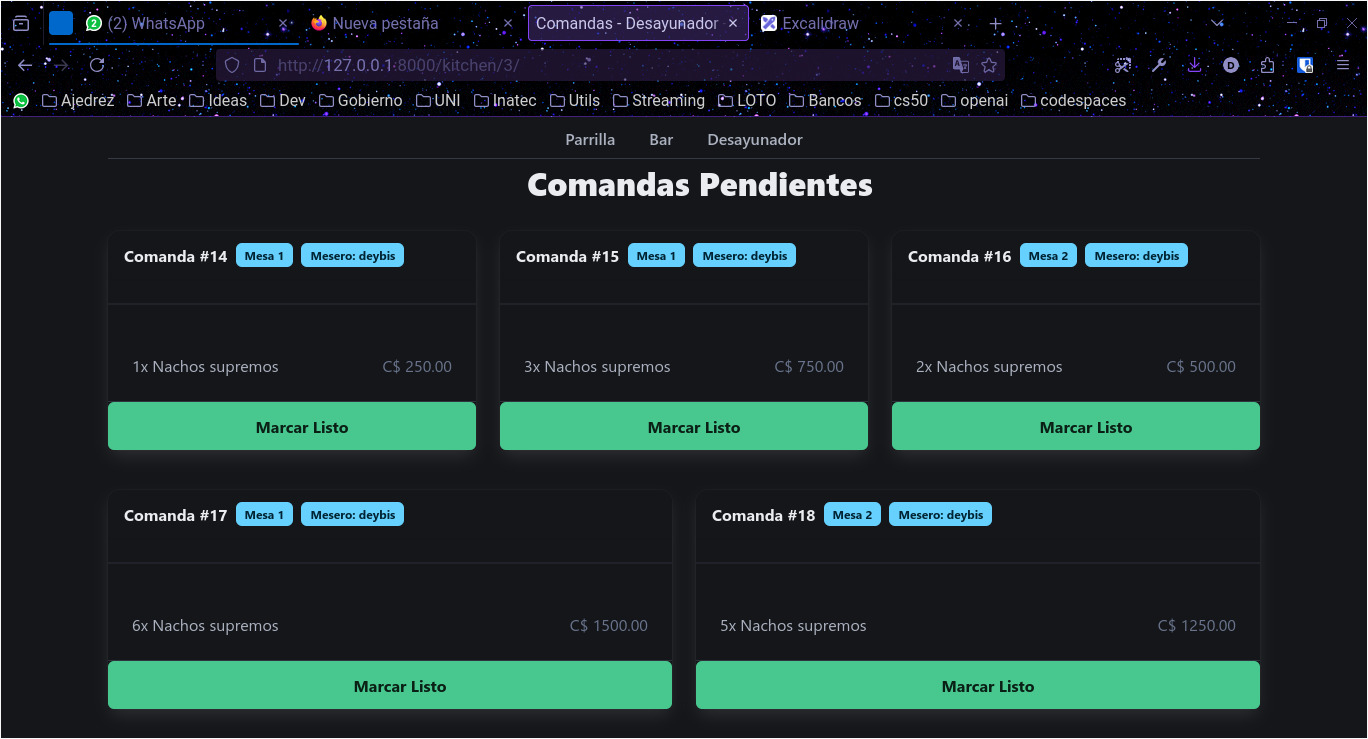 2 (2) WhatsApp Nueva pestaña Comandas - Desayunador Excalidraw
http://127.0.0.1:8000/kitchen/3/ D
Ajedrez Arte. Ideas Dev Gobierno UNI Inatec Utils Streaming LOTO Bancos cs50 openai codespaces
Parrilla Bar Desayunador
Comandas Pendientes
Comanda #14 Mesa 1 Mesero: deybis
1x Nachos supremos C$ 250.00
Marcar Listo
Comanda #15 Mesa 1 Mesero: deybis
3x Nachos supremos C$ 750.00
Marcar Listo
Comanda #16 Mesa 2 Mesero: deybis
2x Nachos supremos C$ 500.00
Marcar Listo
Comanda #17 Mesa 1 Mesero: deybis
6x Nachos supremos C$ 1500.00
Marcar Listo
Comanda #18 Mesa 2 Mesero: deybis
5x Nachos supremos C$ 1250.00
Marcar Listo